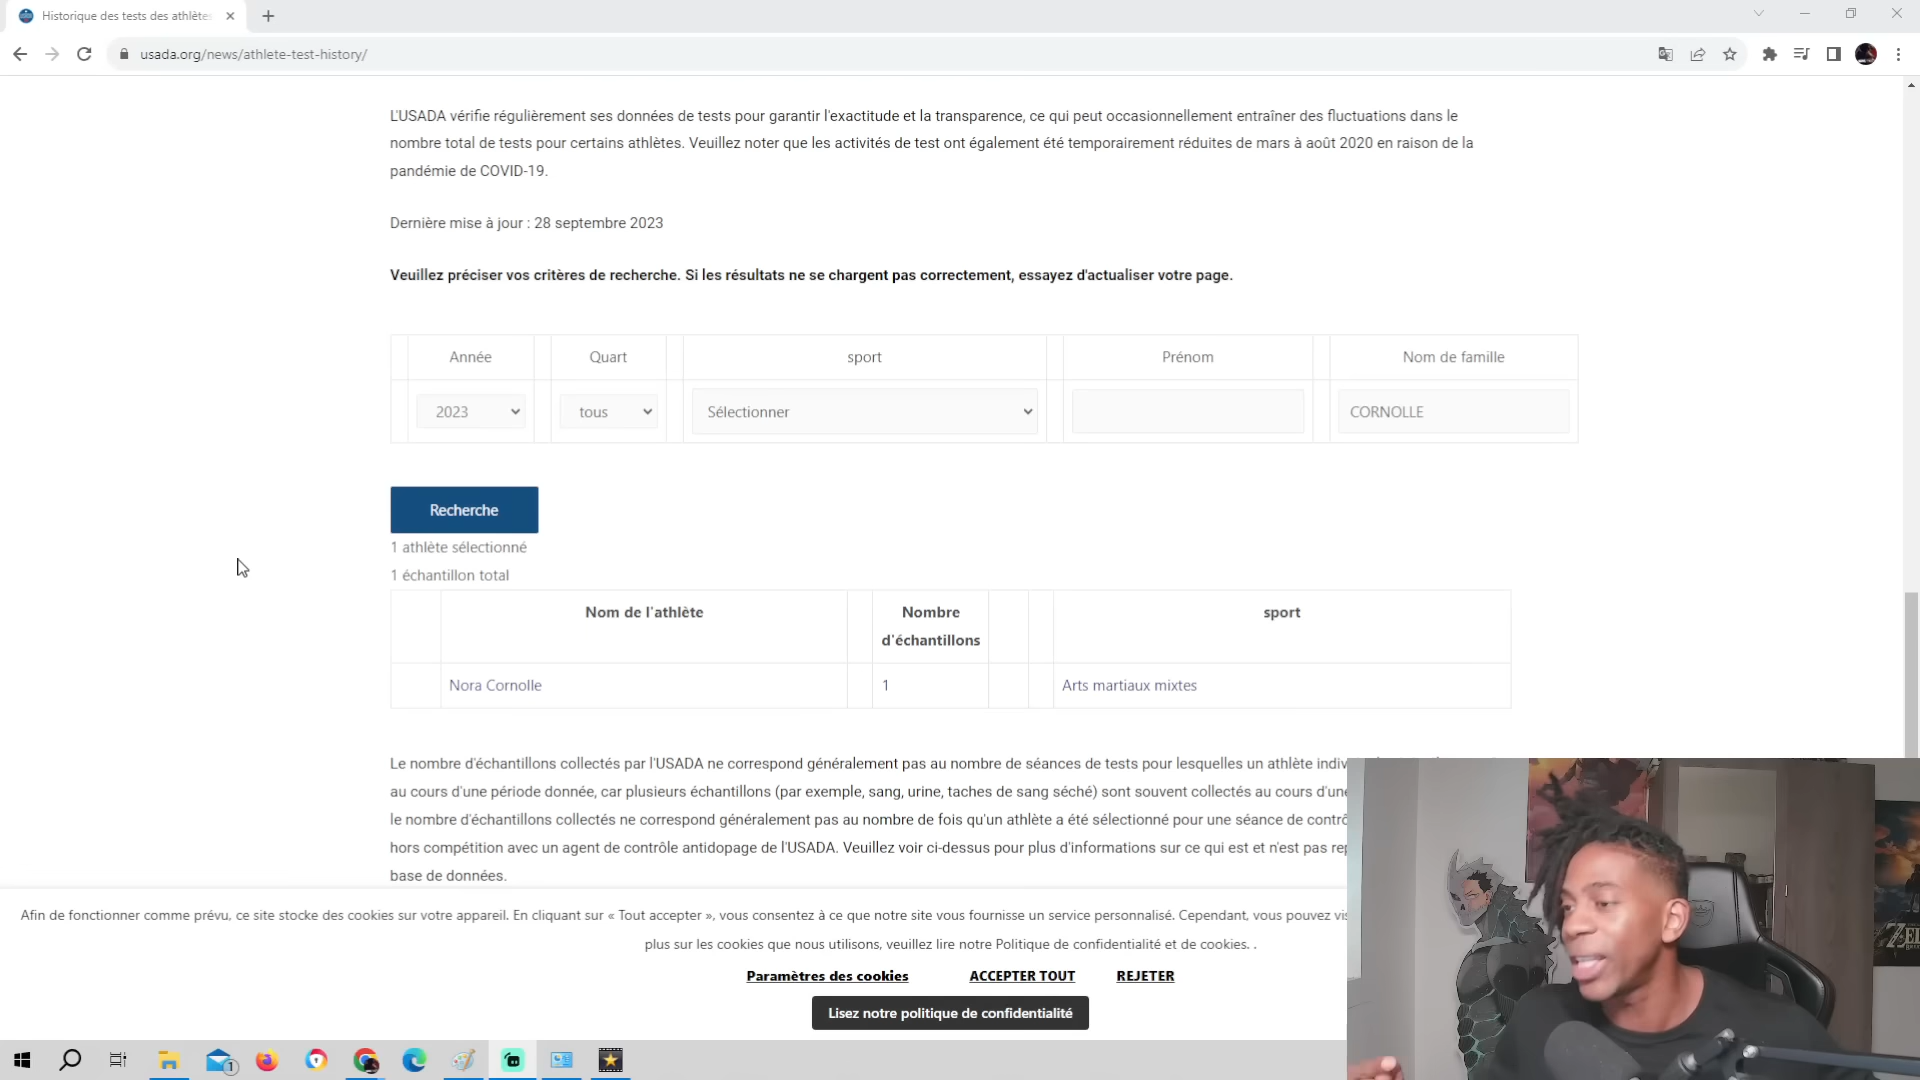 Historique des tests des athlètes
usada.org/news/athlete-test-history/
L'USADA vérifie régulièrement ses données de tests pour garantir l'exactitude et la transparence, ce qui peut occasionnellement entraîner des fluctuations dans le
nombre total de tests pour certains athlètes. Veuillez noter que les activités de test ont également été temporairement réduites de mars à août 2020 en raison de la
pandémie de COVID-19.
Dernière mise à jour : 28 septembre 2023
Veuillez préciser vos critères de recherche. Si les résultats ne se chargent pas correctement, essayez d'actualiser votre page.
Année Quart sport Prénom Nom de famille
2023 tous Sélectionner CORNOLLE
Recherche
1 athlète sélectionné
1 échantillon total
Nom de l'athlète Nombre d'échantillons sport
Nora Cornolle 1 Arts martiaux mixtes
Le nombre d'échantillons collectés par l'USADA ne correspond généralement pas au nombre de séances de tests pour lesquelles un athlète
au cours d'une période donnée, car plusieurs échantillons (par exemple, sang, urine, taches de sang séché) sont souvent collectés au cours
le nombre d'échantillons collectés ne correspond généralement pas au nombre de fois qu'un athlète a été sélectionné pour une séance de
hors compétition avec un agent de contrôle antidopage de l'USADA. Veuillez voir ci-dessus pour plus d'informations sur ce qui est et n'est pas
base de données.
Afin de fonctionner comme prévu, ce site stocke des cookies sur votre appareil. En cliquant sur « Tout accepter », vous consentez à ce que notre site vous fournisse un service personnalisé. Cependant, vous pouvez
plus sur les cookies que nous utilisons, veuillez lire notre Politique de confidentialité et de cookies. .
Paramètres des cookies ACCEPTER TOUT REJETER
Lisez notre politique de confidentialité
1
ZEL